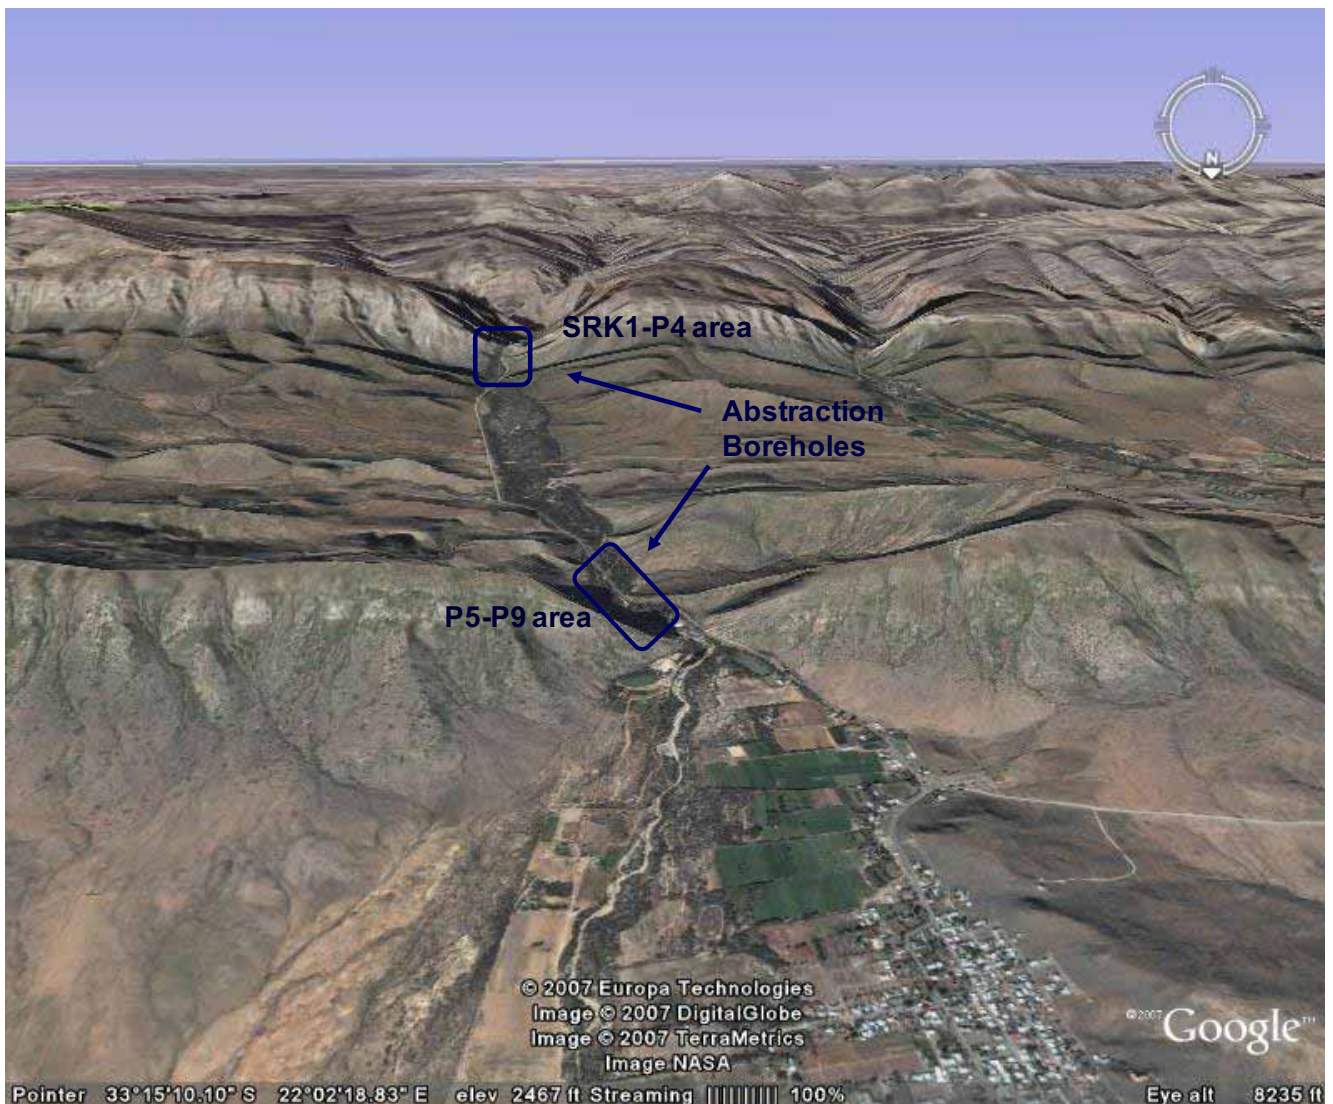 N
SRK1-P4 area
Abstraction
Boreholes
P5-P9 area
© 2007 Europa Technologies
Image © 2007 DigitalGlobe
Image © 2007 TerraMetrics
Image NASA
©2007 Google™
Pointer 33°15'10.10" S 22°02'18.83" E elev 2467 ft Streaming ||||||||| 100% Eye alt 8235 ft